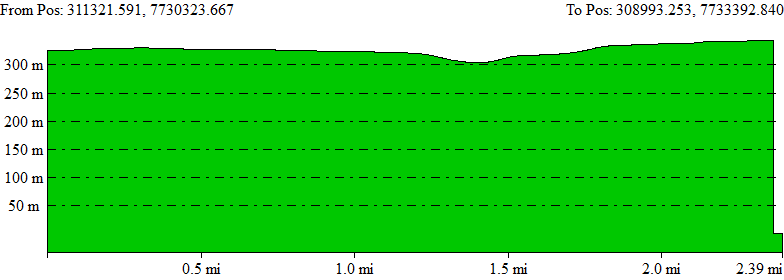 From Pos: 311321.591, 7730323.667 To Pos: 308993.253, 7733392.840
300 m
250 m
200 m
150 m
100 m
50 m
0.5 mi 1.0 mi 1.5 mi 2.0 mi 2.39 mi